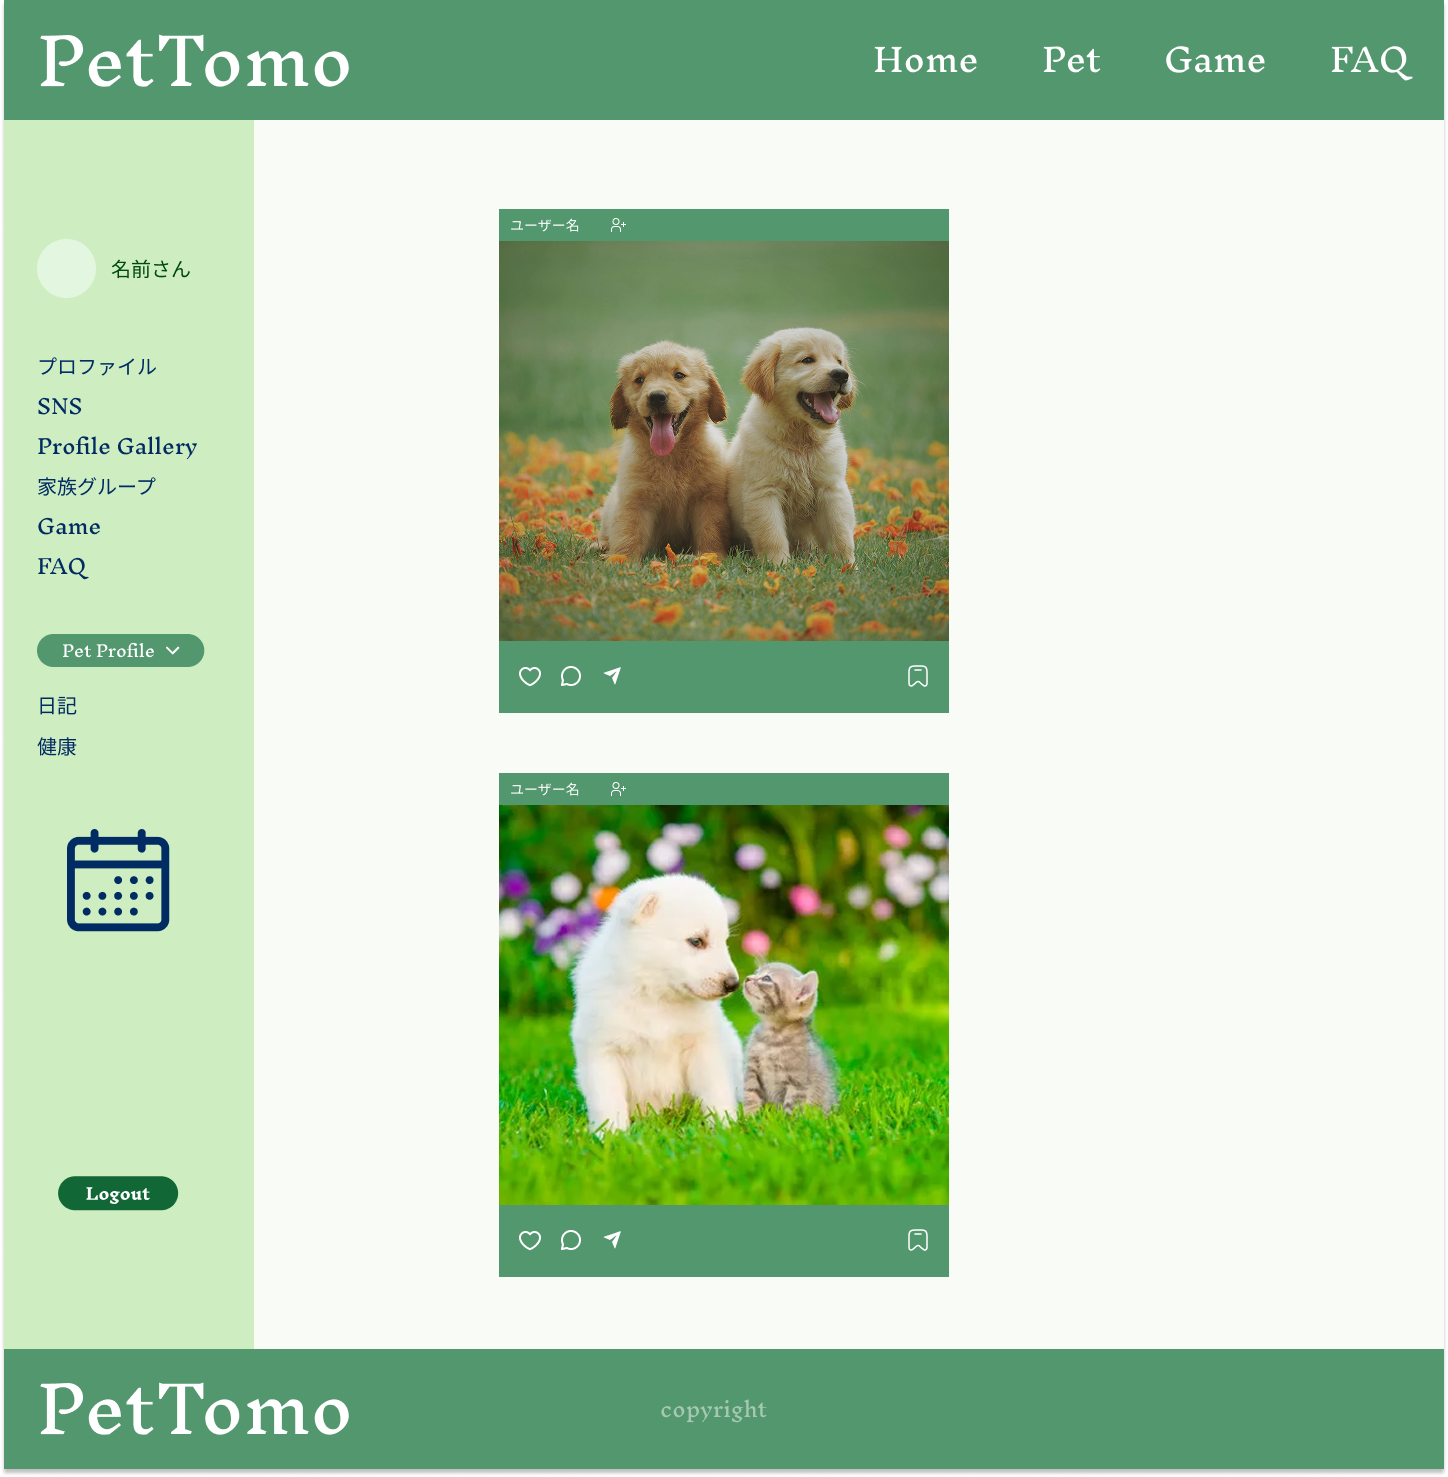 PetTomo
Home Pet Game FAQ
名前さん
プロファイル
SNS
Profile Gallery
家族グループ
Game
FAQ
Pet Profile
日記
健康
Logout
ユーザー名
ユーザー名
PetTomo
copyright